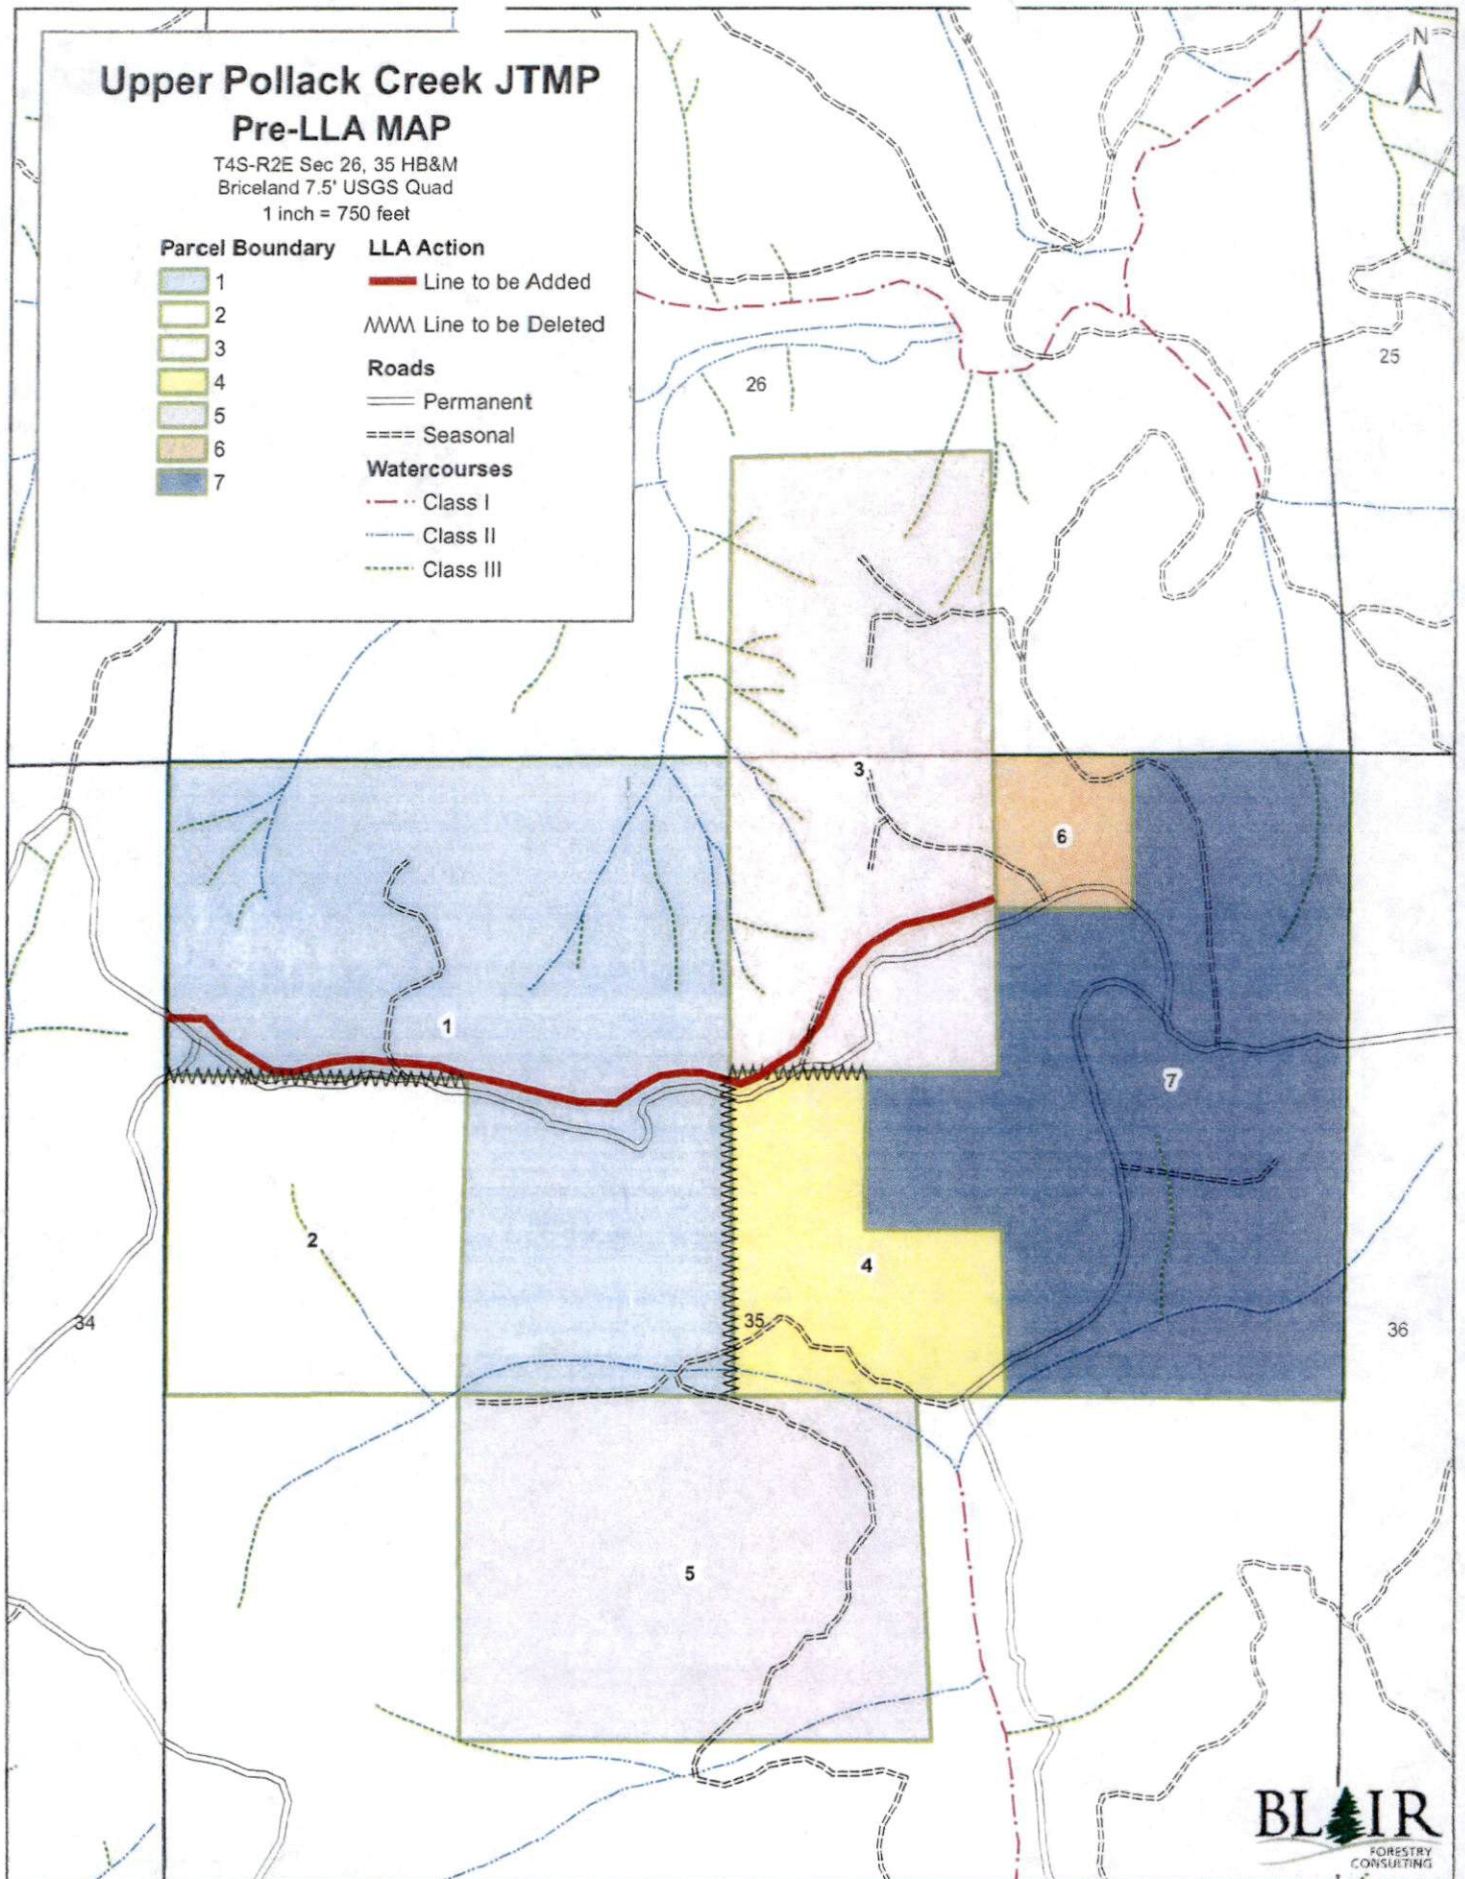 Upper Pollack Creek JTMP
Pre-LLA MAP
T4S-R2E Sec 26, 35 HB&M
Briceland 7.5' USGS Quad
1 inch = 750 feet
Parcel Boundary
1
2
3
4
5
6
7
LLA Action
Line to be Added
Line to be Deleted
Roads
Permanent
Seasonal
Watercourses
Class I
Class II
Class III
N
25
26
3
6
1
7
2
4
35
34
36
5
BLAIR
FORESTRY
CONSULTING